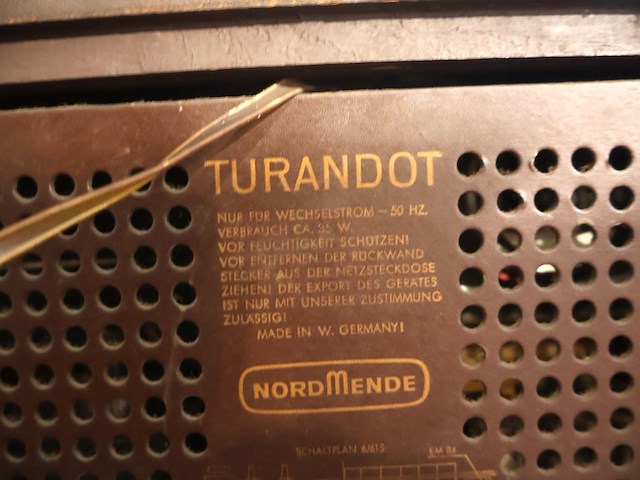 TURANDOT
NUR FÜR WECHSELSTROM ~ 50 HZ.
VERBRAUCH CA. 35 W.
VOR FEUCHTIGKEIT SCHÜTZEN!
VOR ENTFERNEN DER RÜCKWAND
STECKER AUS DER NETZSTECKDOSE
ZIEHEN! DER EXPORT DES GERÄTES
IST NUR MIT UNSERER ZUSTIMMUNG
ZULÄSSIG!
MADE IN W. GERMANY!
NORDMENDE
SCHALTPLAN 6/615
EM 84